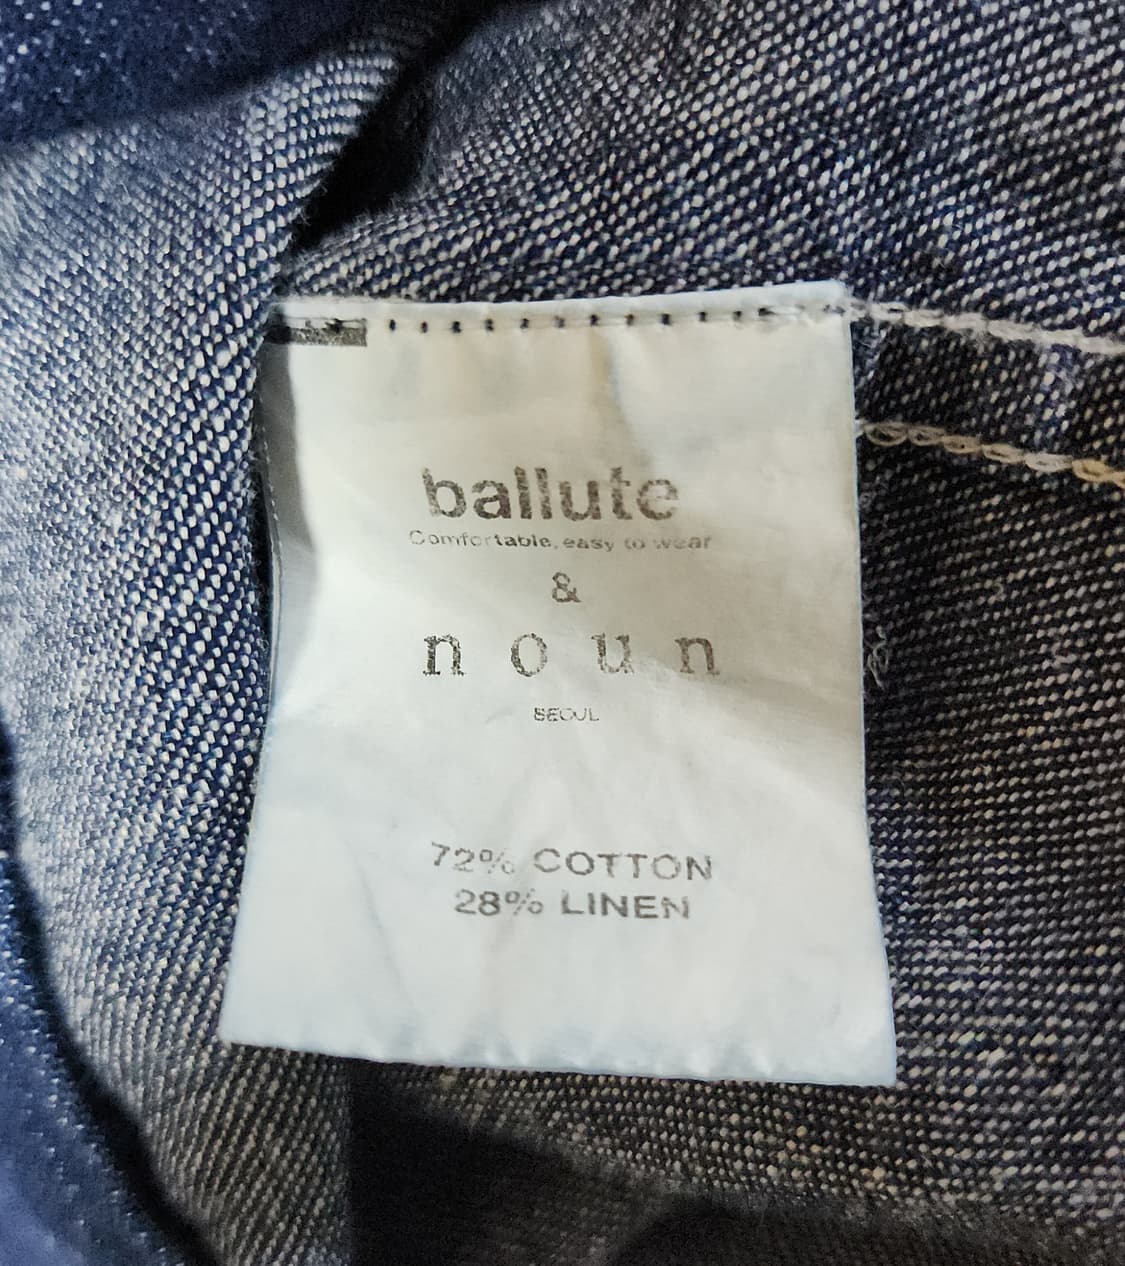 ballute
Comfortable, easy to wear
&
noun
SEOUL
72% COTTON
28% LINEN